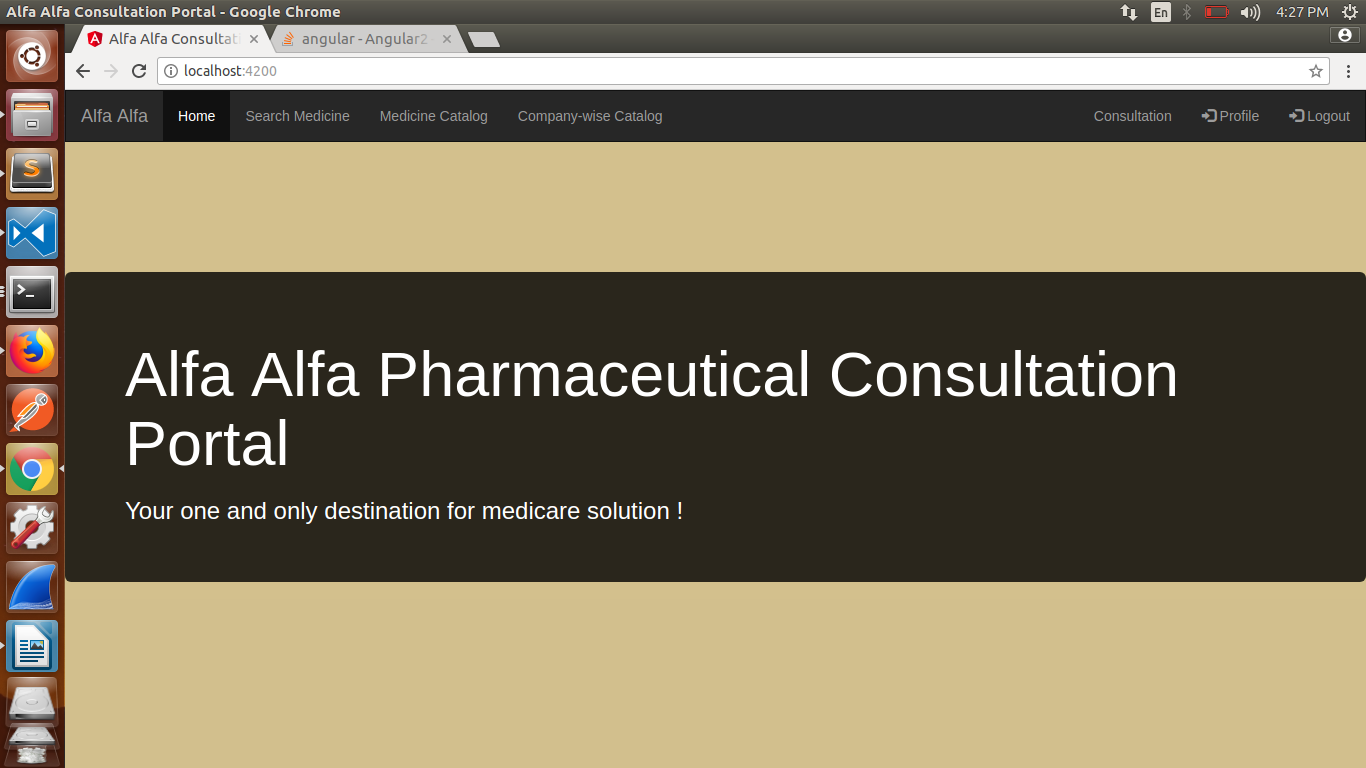 Alfa Alfa Consultation Portal - Google Chrome
En
4:27 PM
Alfa Alfa Consultat
angular - Angular2
localhost:4200
Alfa Alfa
Home
Search Medicine
Medicine Catalog
Company-wise Catalog
Consultation
Profile
Logout
Alfa Alfa Pharmaceutical Consultation
Portal
Your one and only destination for medicare solution !